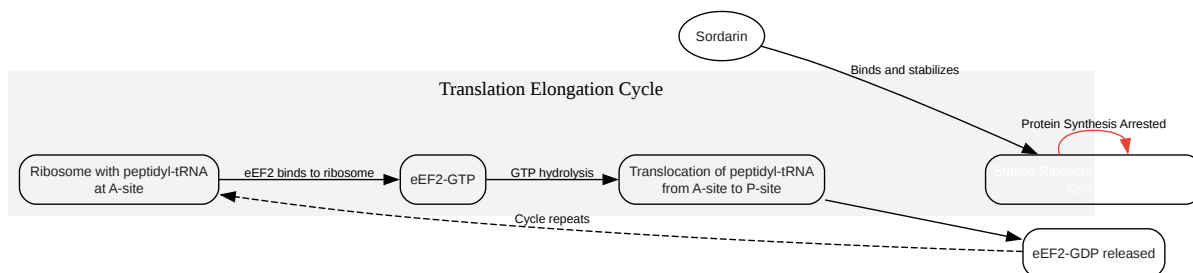 Sordarin
Binds and stabilizes
Translation Elongation Cycle
Protein Synthesis Arrested
Ribosome with peptidyl-tRNA
at A-site
eEF2 binds to ribosome
eEF2-GTP
GTP hydrolysis
Translocation of peptidyl-tRNA
from A-site to P-site
Stalled
Cycle repeats
eEF2-GDP released